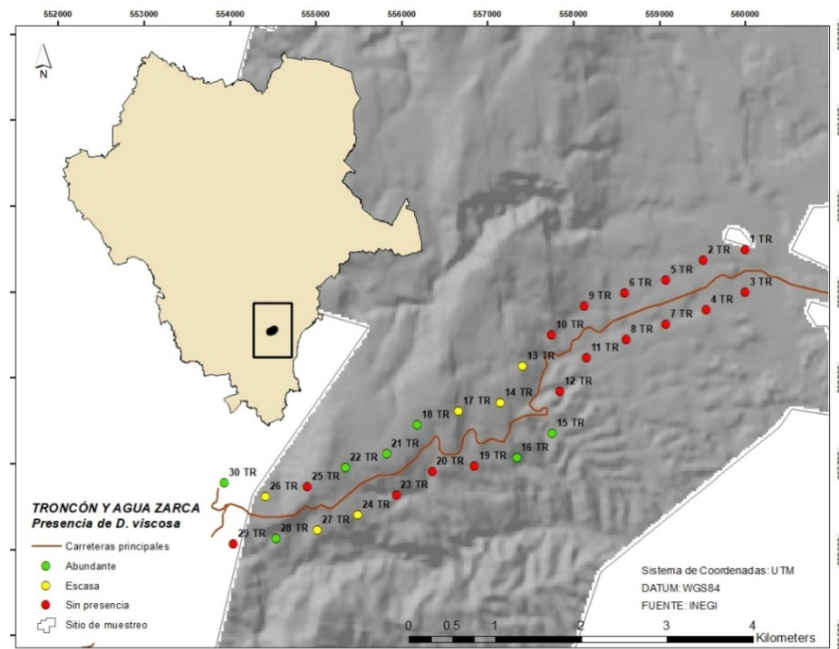 552000 553000 554000 555000 556000 557000 558000 559000 560000
N
1 TR
2 TR
3 TR
5 TR
6 TR
4 TR
9 TR
7 TR
8 TR
10 TR
11 TR
13 TR
12 TR
14 TR
17 TR
18 TR
15 TR
16 TR
21 TR
19 TR
20 TR
22 TR
30 TR
25 TR
26 TR
23 TR
24 TR
27 TR
28 TR
29 TR
TRONCÓN Y AGUA ZARCA
Presencia de D. viscosa
Carreteras principales
Abundante
Escasa
Sin presencia
Sitio de muestreo
Sistema de Coordenadas: UTM
DATUM: WGS84
FUENTE: INEGI
0 0.5 1 2 3 4
Kilometers